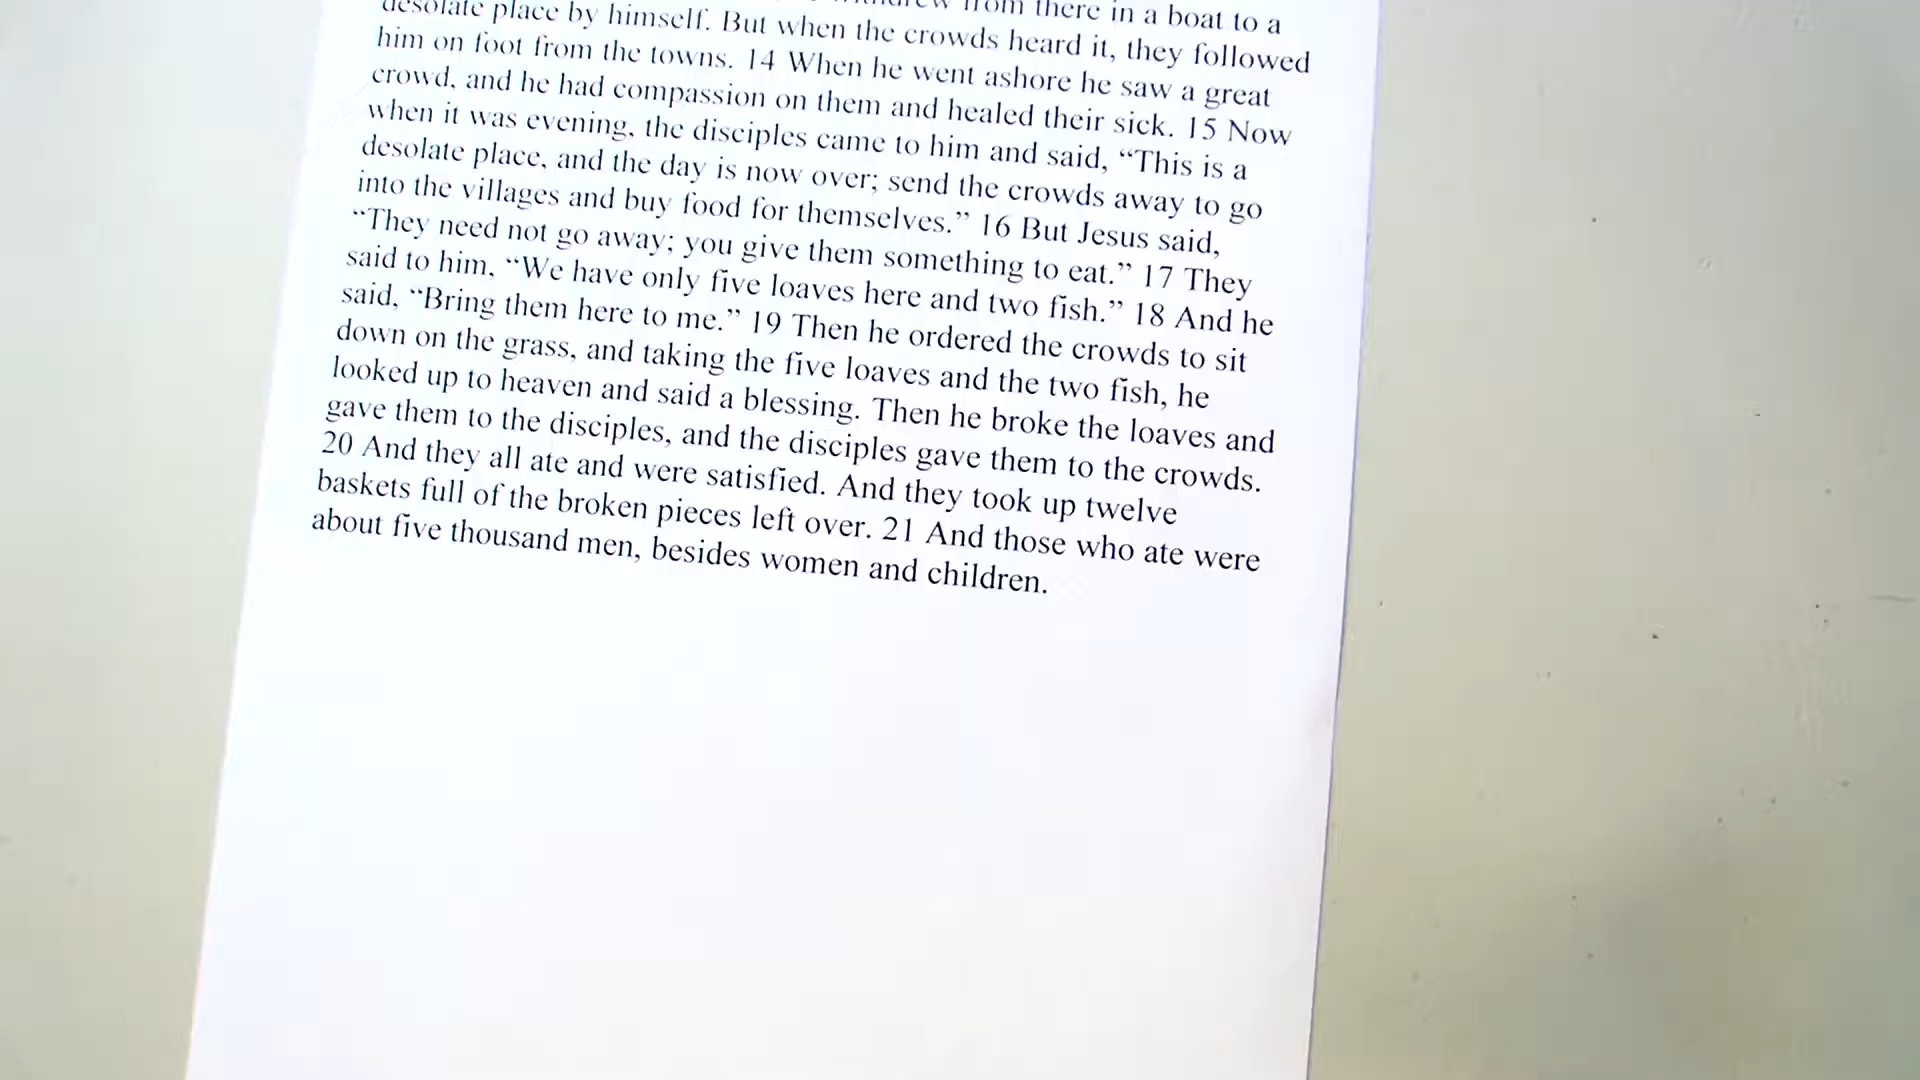 from there in a boat to a
desolate place by himself. But when the crowds heard it, they followed
him on foot from the towns. 14 When he went ashore he saw a great
crowd, and he had compassion on them and healed their sick. 15 Now
when it was evening, the disciples came to him and said, “This is a
desolate place, and the day is now over; send the crowds away to go
into the villages and buy food for themselves.” 16 But Jesus said,
“They need not go away; you give them something to eat.” 17 They
said to him, “We have only five loaves here and two fish.” 18 And he
said, “Bring them here to me.” 19 Then he ordered the crowds to sit
down on the grass, and taking the five loaves and the two fish, he
looked up to heaven and said a blessing. Then he broke the loaves and
gave them to the disciples, and the disciples gave them to the crowds.
20 And they all ate and were satisfied. And they took up twelve
baskets full of the broken pieces left over. 21 And those who ate were
about five thousand men, besides women and children.